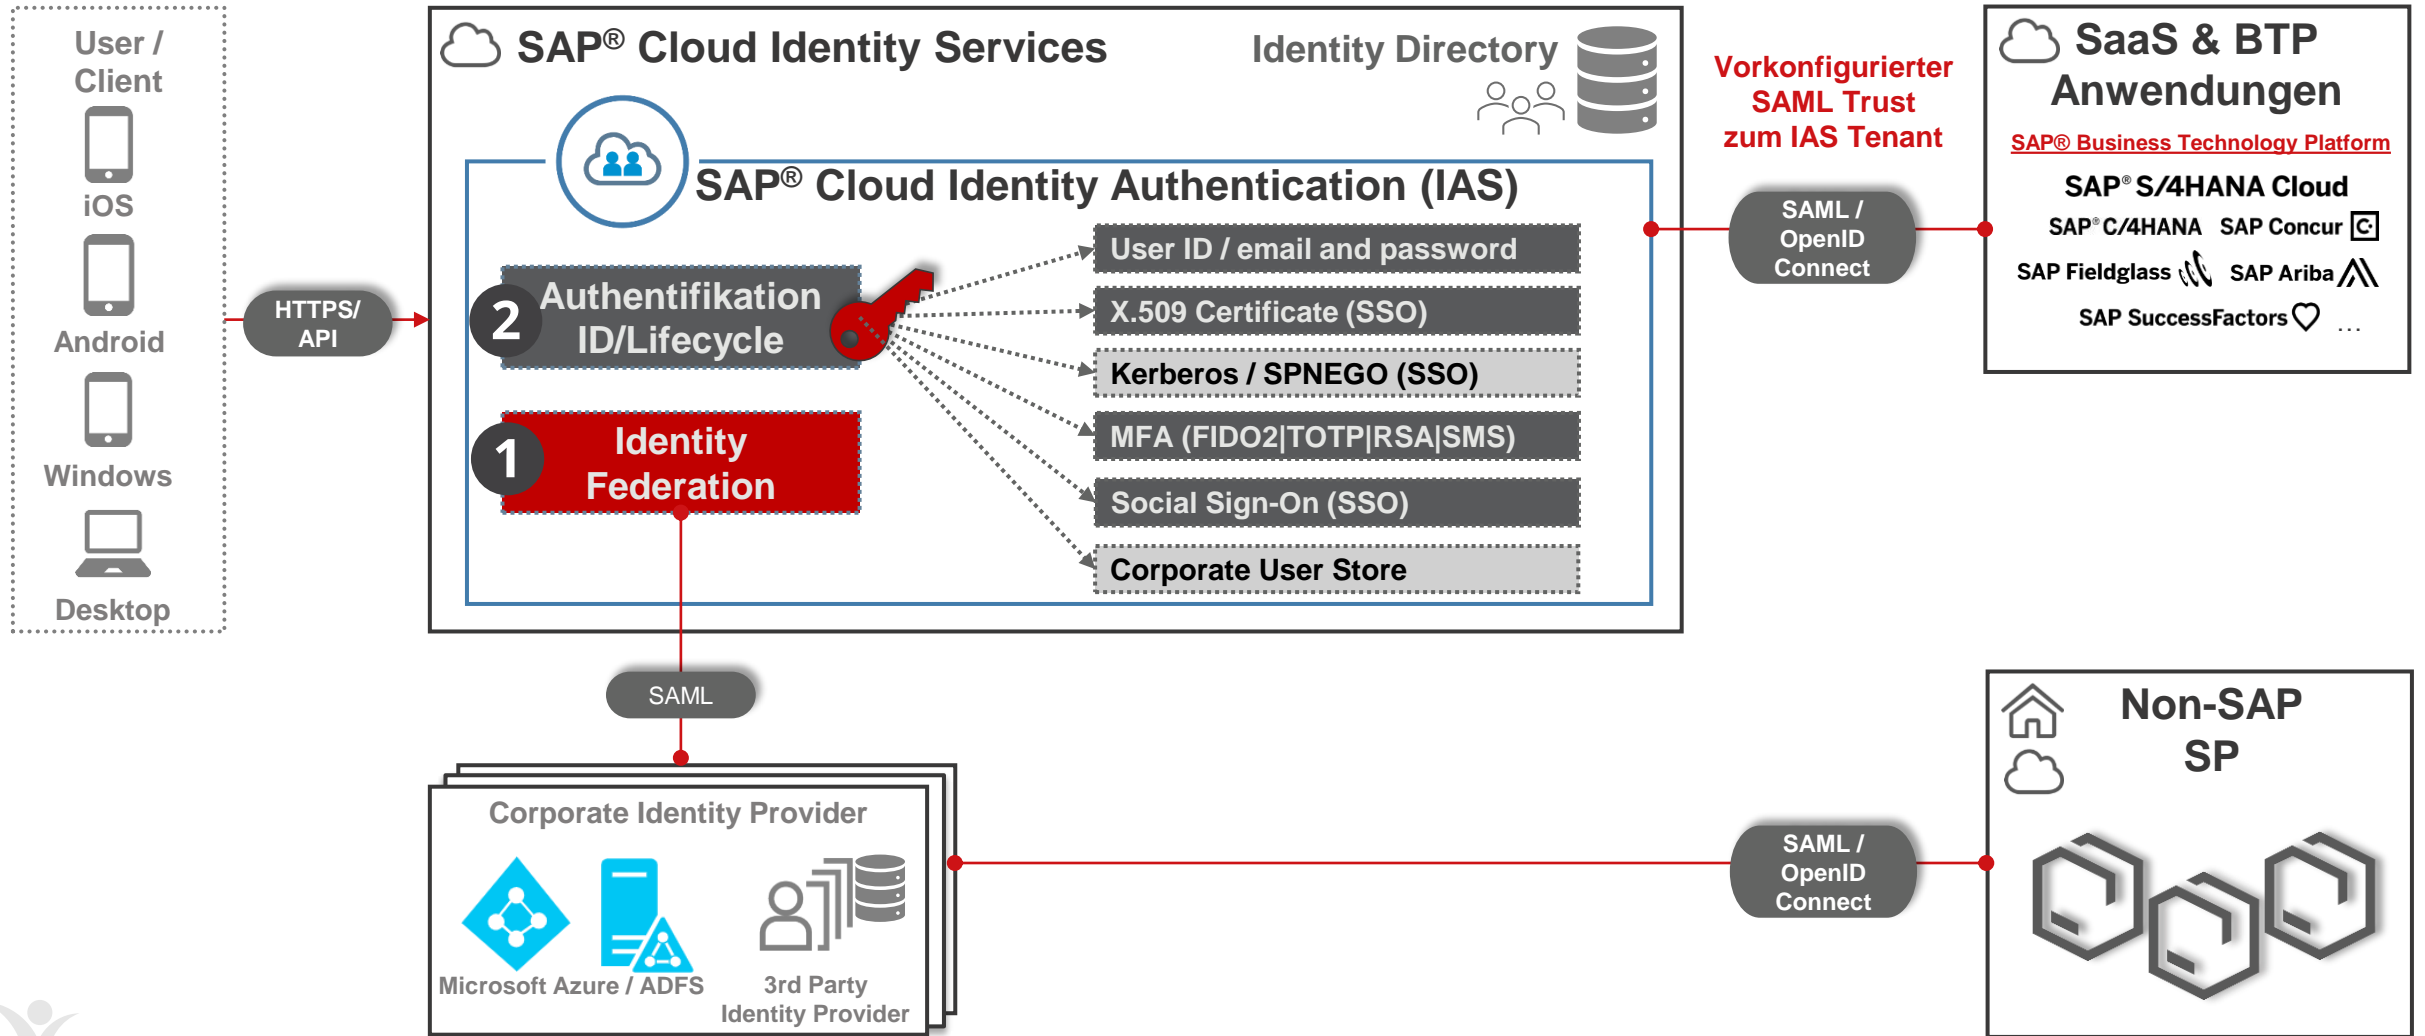 User /
Client
iOS
Android
Windows
Desktop
HTTPS/
API
SAP® Cloud Identity Services
Identity Directory
SAP® Cloud Identity Authentication (IAS)
2
Authentifikation
ID/Lifecycle
1
Identity
Federation
User ID / email and password
X.509 Certificate (SSO)
Kerberos / SPNEGO (SSO)
MFA (FIDO2|TOTP|RSA|SMS)
Social Sign-On (SSO)
Corporate User Store
Vorkonfigurierter
SAML Trust
zum IAS Tenant
SAML /
OpenID
Connect
SaaS & BTP
Anwendungen
SAP® Business Technology Platform
SAP® S/4HANA Cloud
SAP® C/4HANA SAP Concur C.
SAP Fieldglass SAP Ariba
SAP SuccessFactors ...
SAML
Corporate Identity Provider
Microsoft Azure / ADFS
3rd Party
Identity Provider
SAML /
OpenID
Connect
Non-SAP
SP